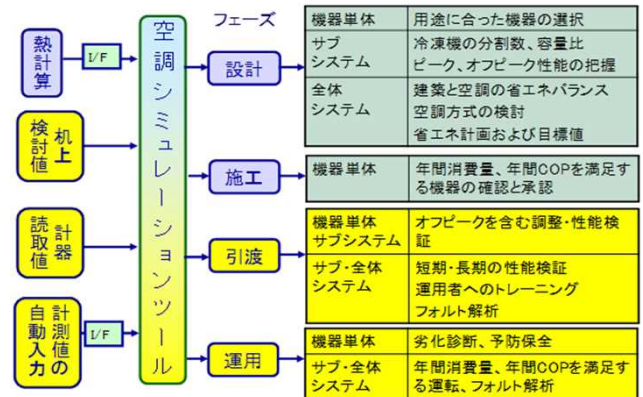 フェーズ
熱計算
I/F
机上
検討値
計器
読取値
計測値の
自動入力
I/F
空調シミュレーションツール
設計
機器単体
用途に合った機器の選択
サブ
システム
冷凍機の分割数、容量比
ピーク、オフピーク性能の把握
全体
システム
建築と空調の省エネバランス
空調方式の検討
省エネ計画および目標値
施工
機器単体
年間消費量、年間COPを満足す
る機器の確認と承認
引渡
機器単体
サブシステム
オフピークを含む調整・性能検
証
サブ・全体
システム
短期・長期の性能検証
運用者へのトレーニング
フォルト解析
運用
機器単体
劣化診断、予防保全
サブ・全体
システム
年間消費量、年間COPを満足す
る運転、フォルト解析